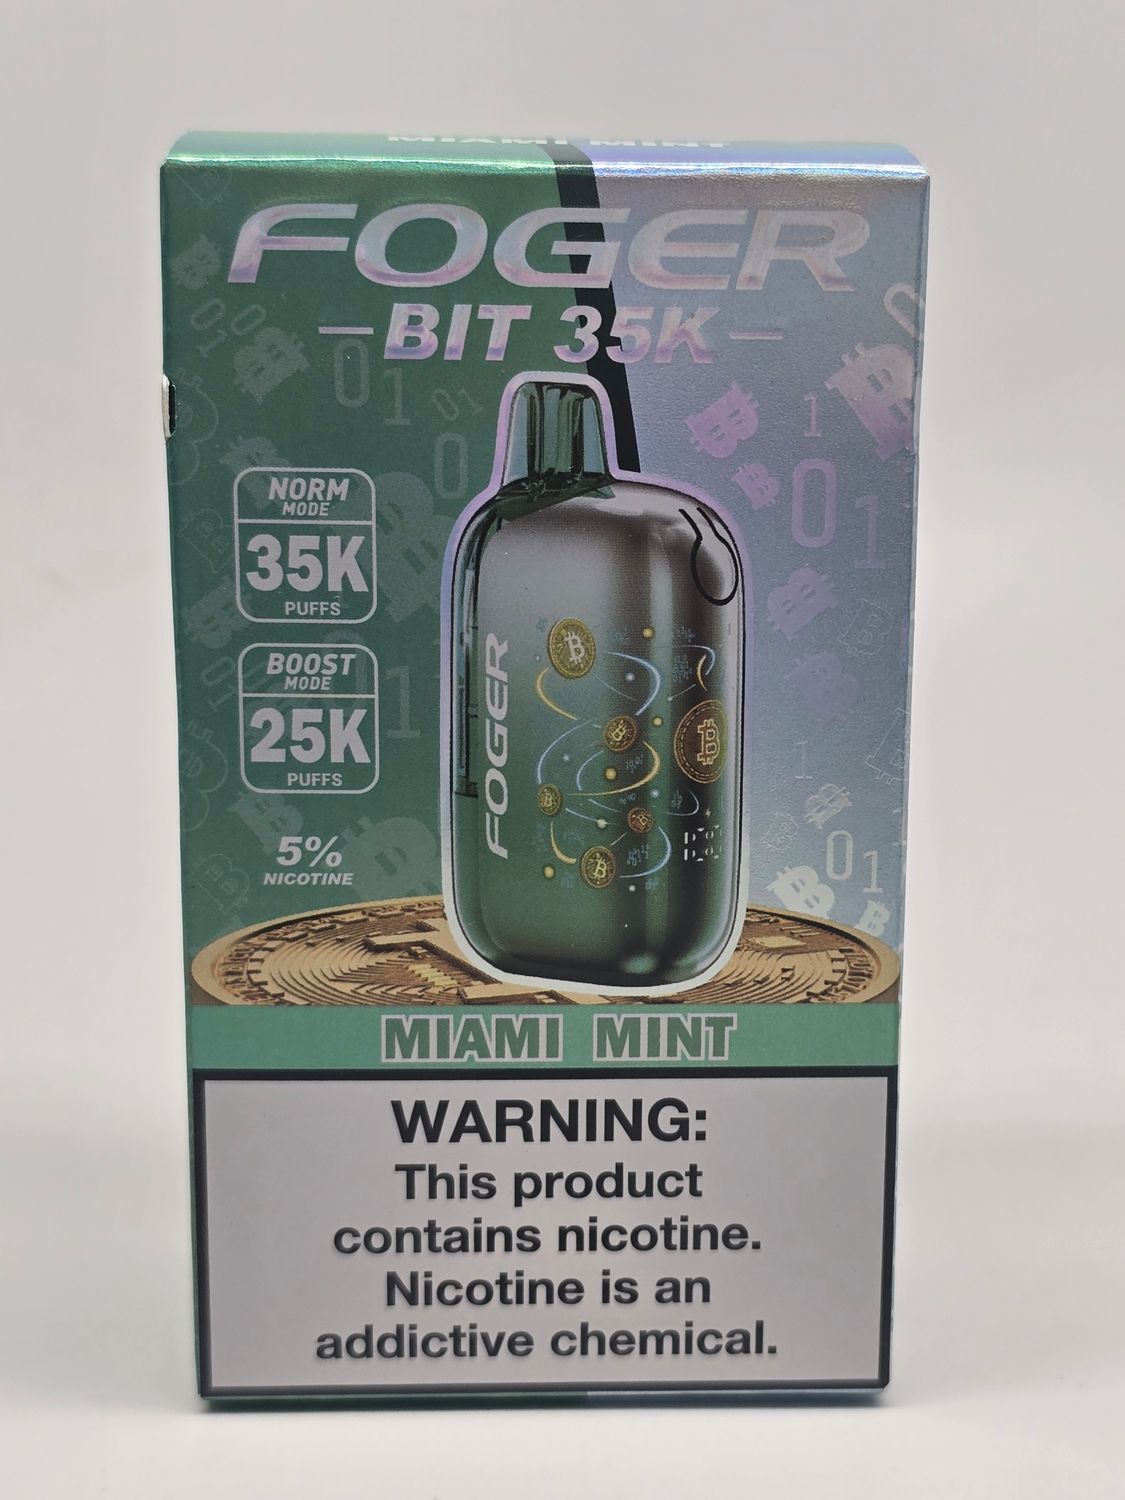 MIAMI MINT
FOGER
BIT 35K
NORM
MODE
35K
PUFFS
BOOST
MODE
25K
PUFFS
5%
NICOTINE
FOGER
MIAMI MINT
WARNING:
This product
contains nicotine.
Nicotine is an
addictive chemical.